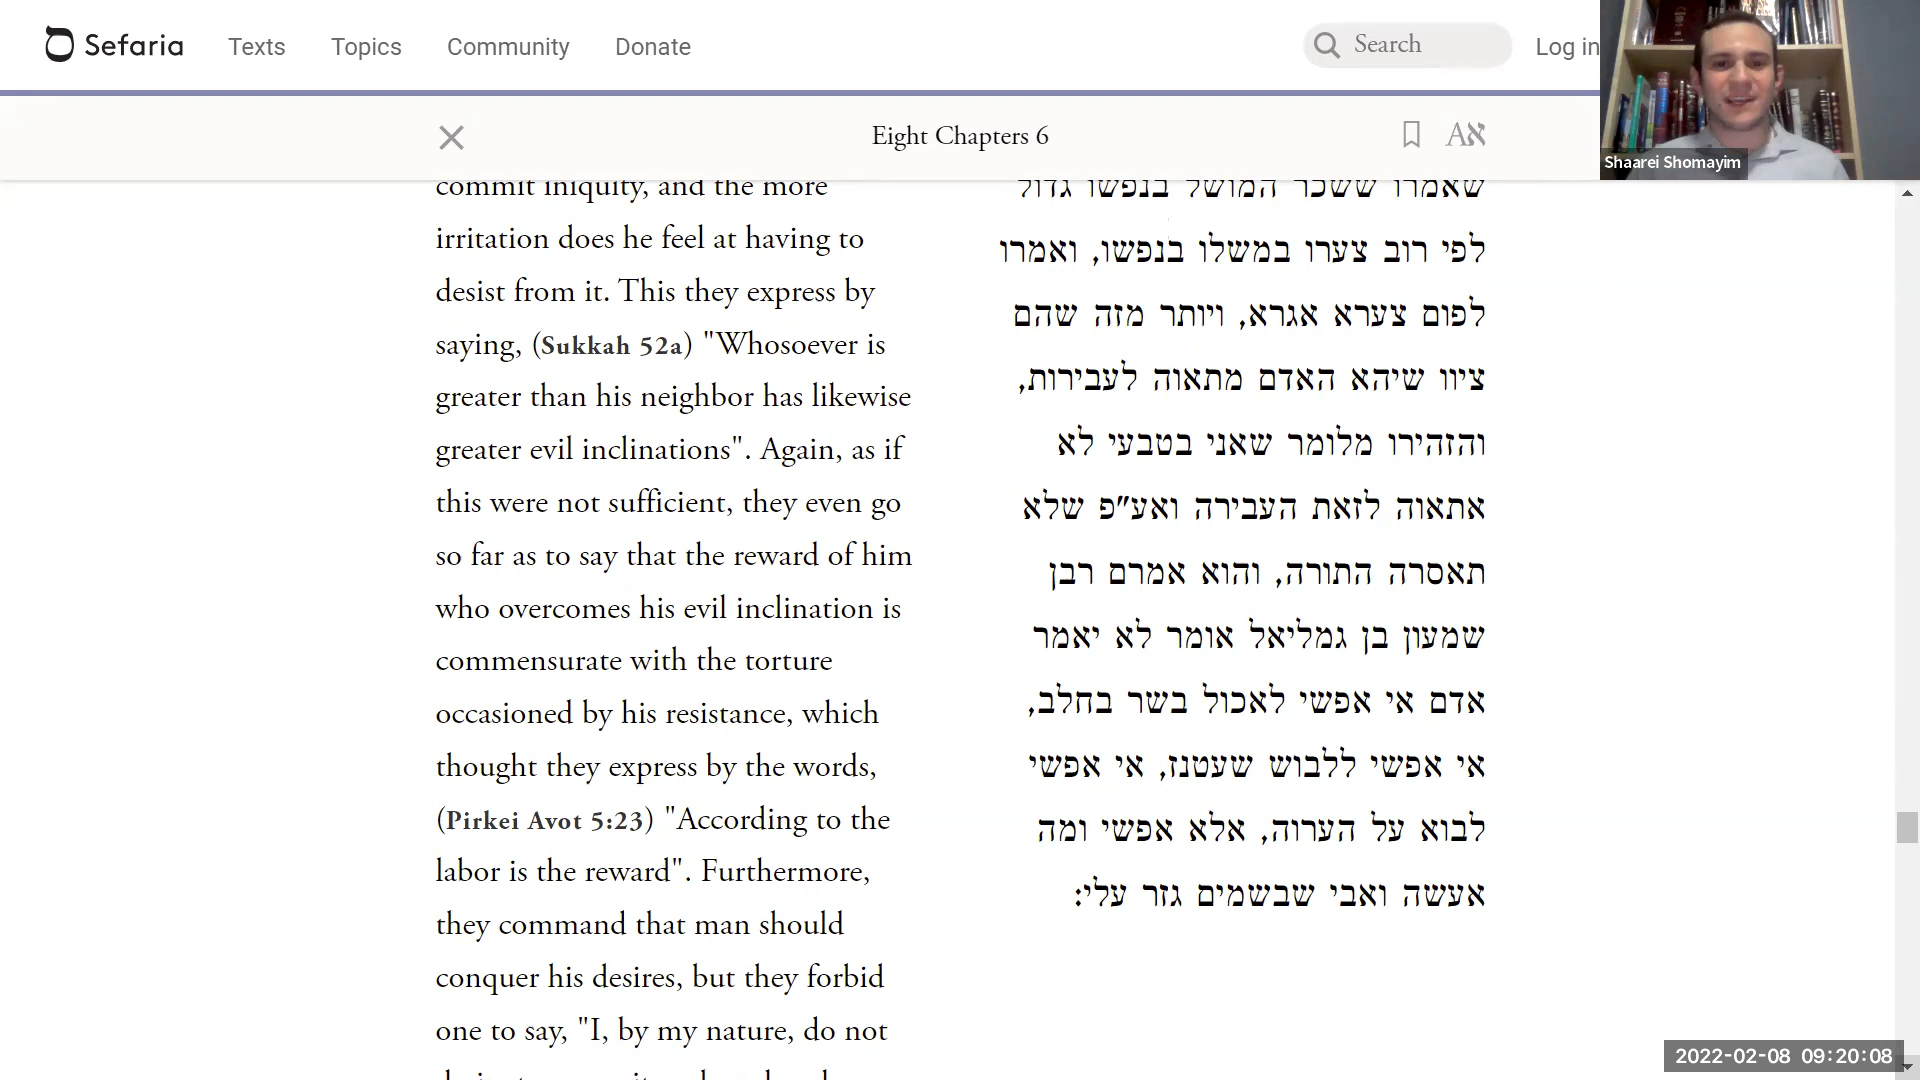 Sefaria
Texts
Topics
Community
Donate
Search
Log in
Shaarei Shomayim
Eight Chapters 6
Aא
commit iniquity, and the more
irritation does he feel at having to
desist from it. This they express by
saying, (Sukkah 52a) "Whosoever is
greater than his neighbor has likewise
greater evil inclinations". Again, as if
this were not sufficient, they even go
so far as to say that the reward of him
who overcomes his evil inclination is
commensurate with the torture
occasioned by his resistance, which
thought they express by the words,
(Pirkei Avot 5:23) "According to the
labor is the reward". Furthermore,
they command that man should
conquer his desires, but they forbid
one to say, "I, by my nature, do not
שאמרו ששכר המושל בנפשו גדול
לפי רוב צערו במשלו בנפשו, ואמרו
לפום צערא אגרא, ויותר מזה שהם
ציוו שיהא האדם מתאוה לעבירות,
והזהירו מלומר שאני בטבעי לא
אתאוה לזאת העבירה ואע"פ שלא
תאסרה התורה, והוא אמרם רבן
שמעון בן גמליאל אומר לא יאמר
אדם אי אפשי לאכול בשר בחלב,
אי אפשי ללבוש שעטנז, אי אפשי
לבוא על הערוה, אלא אפשי ומה
אעשה ואבי שבשמים גזר עלי:
2022-02-08 09:20:08